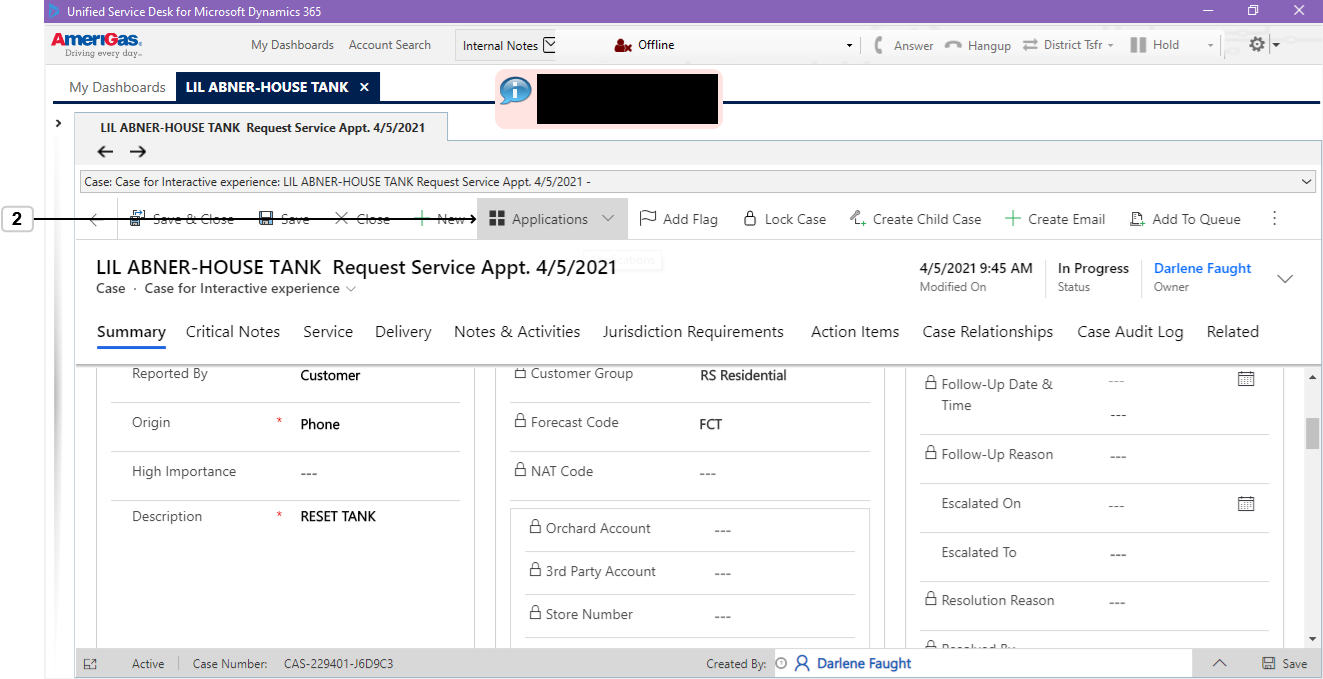 Unified Service Desk for Microsoft Dynamics 365
AmeriGas
Driving every day..
My Dashboards Account Search Internal Notes Offline Answer Hangup District Tsfr Hold
My Dashboards LIL ABNER-HOUSE TANK
LIL ABNER-HOUSE TANK Request Service Appt. 4/5/2021
Case: Case for Interactive experience: LIL ABNER-HOUSE TANK Request Service Appt. 4/5/2021 -
2 Save & Close Save Close New Applications Add Flag Lock Case Create Child Case Create Email Add To Queue
LIL ABNER-HOUSE TANK Request Service Appt. 4/5/2021
Case · Case for Interactive experience
4/5/2021 9:45 AM In Progress Darlene Faught
Modified On Status Owner
Summary Critical Notes Service Delivery Notes & Activities Jurisdiction Requirements Action Items Case Relationships Case Audit Log Related
Reported By Customer
Origin * Phone
High Importance ---
Description * RESET TANK
Customer Group RS Residential
Forecast Code FCT
NAT Code ---
Orchard Account ---
3rd Party Account ---
Store Number ---
Follow-Up Date & ---
Time ---
Follow-Up Reason ---
Escalated On ---
Escalated To ---
Resolution Reason ---
Resolved By
Active Case Number: CAS-229401-J6D9C3 Created By: Darlene Faught Save